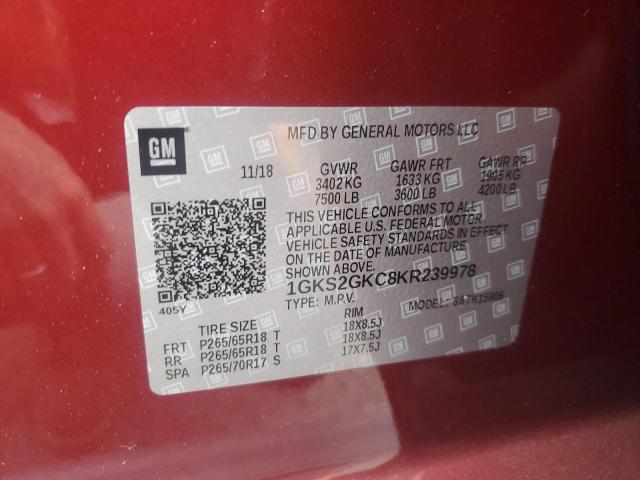 GM
MFD BY GENERAL MOTORS LLC
11/18 GVWR GAWR FRT GAWR RR
3402 KG 1633 KG 1905 KG
7500 LB 3600 LB 4200 LB
THIS VEHICLE CONFORMS TO ALL
APPLICABLE U.S. FEDERAL MOTOR
VEHICLE SAFETY STANDARDS IN EFFECT
ON THE DATE OF MANUFACTURE
SHOWN ABOVE.
1GKS2GKC8KR239978
405Y TYPE: M.P.V. MODEL:
TIRE SIZE RIM
FRT P265/65R18 T 18X8.5J
RR P265/65R18 T 18X8.5J
SPA P265/70R17 S 17X7.5J